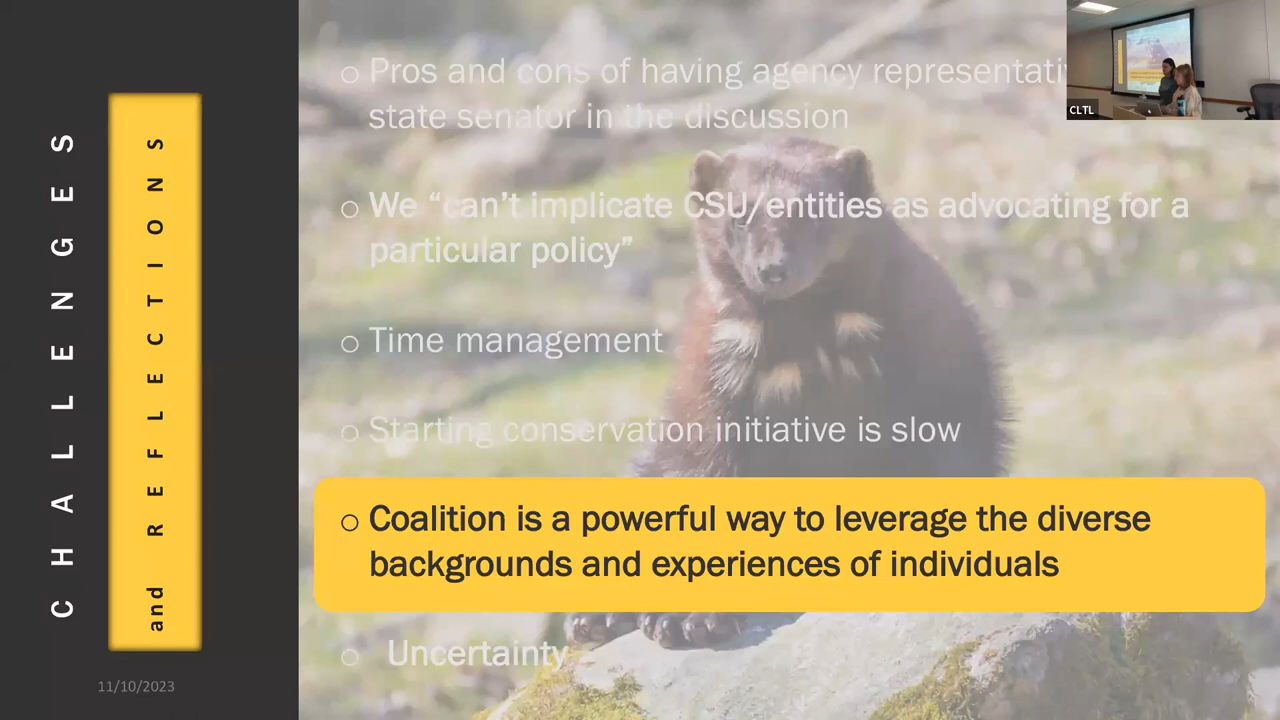 CHALLENGES
and REFLECTIONS
11/10/2023
○ Pros and cons of having agency
state senator in the discussion
○ We “can’t implicate CSU/entities as advocating for a
particular policy”
○ Time management
○ Starting conservation initiative is slow
○ Coalition is a powerful way to leverage the diverse
backgrounds and experiences of individuals
○ Uncertainty
CLTL